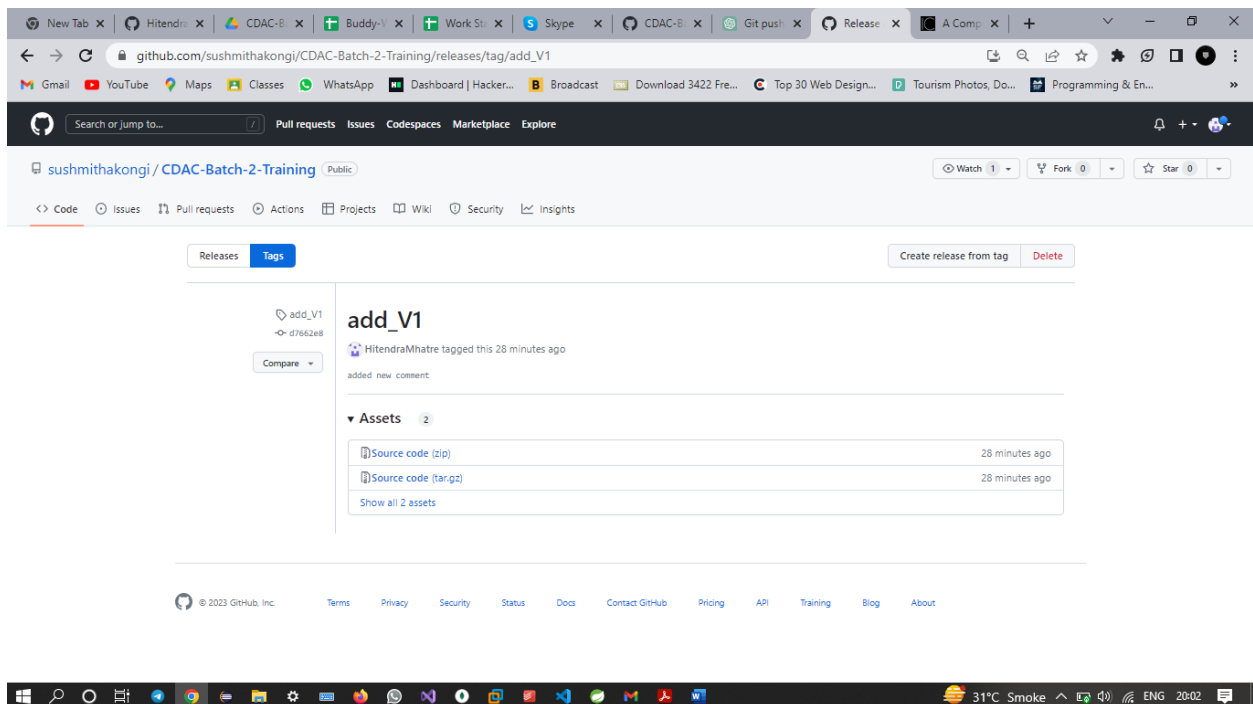 New Tab Hitendra CDAC-B Buddy-V Work St Skype CDAC-B Git push Release A Comp
github.com/sushmithakongi/CDAC-Batch-2-Training/releases/tag/add_V1
Gmail YouTube Maps Classes WhatsApp Dashboard | Hacker... Broadcast Download 3422 Fre... Top 30 Web Design... Tourism Photos, Do... Programming & En... »
Search or jump to... / Pull requests Issues Codespaces Marketplace Explore
sushmithakongi / CDAC-Batch-2-Training Public Watch 1 Fork 0 Star 0
Code Issues Pull requests Actions Projects Wiki Security Insights
Releases Tags Create release from tag Delete
add_V1
d7662e8
Compare
add_V1
HitendraMhatre tagged this 28 minutes ago
added new comment
Assets 2
Source code (zip) 28 minutes ago
Source code (tar.gz) 28 minutes ago
Show all 2 assets
© 2023 GitHub, Inc. Terms Privacy Security Status Docs Contact GitHub Pricing API Training Blog About
31°C Smoke ENG 20:02